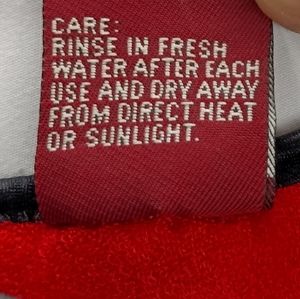 CARE:
RINSE IN FRESH
WATER AFTER EACH
USE AND DRY AWAY
FROM DIRECT HEAT
OR SUNLIGHT.